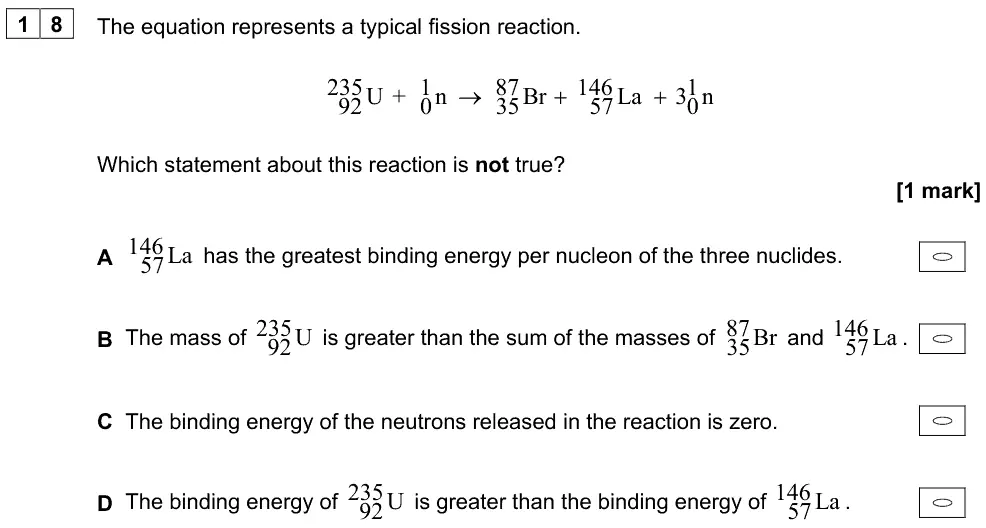 1 8 The equation represents a typical fission reaction.
²³⁵₉₂U + ¹₀n → ⁸⁷₃₅Br + ¹⁴⁶₅₇La + 3¹₀n
Which statement about this reaction is not true?
[1 mark]
A ¹⁴⁶₅₇La has the greatest binding energy per nucleon of the three nuclides.
B The mass of ²³⁵₉₂U is greater than the sum of the masses of ⁸⁷₃₅Br and ¹⁴⁶₅₇La .
C The binding energy of the neutrons released in the reaction is zero.
D The binding energy of ²³⁵₉₂U is greater than the binding energy of ¹⁴⁶₅₇La .